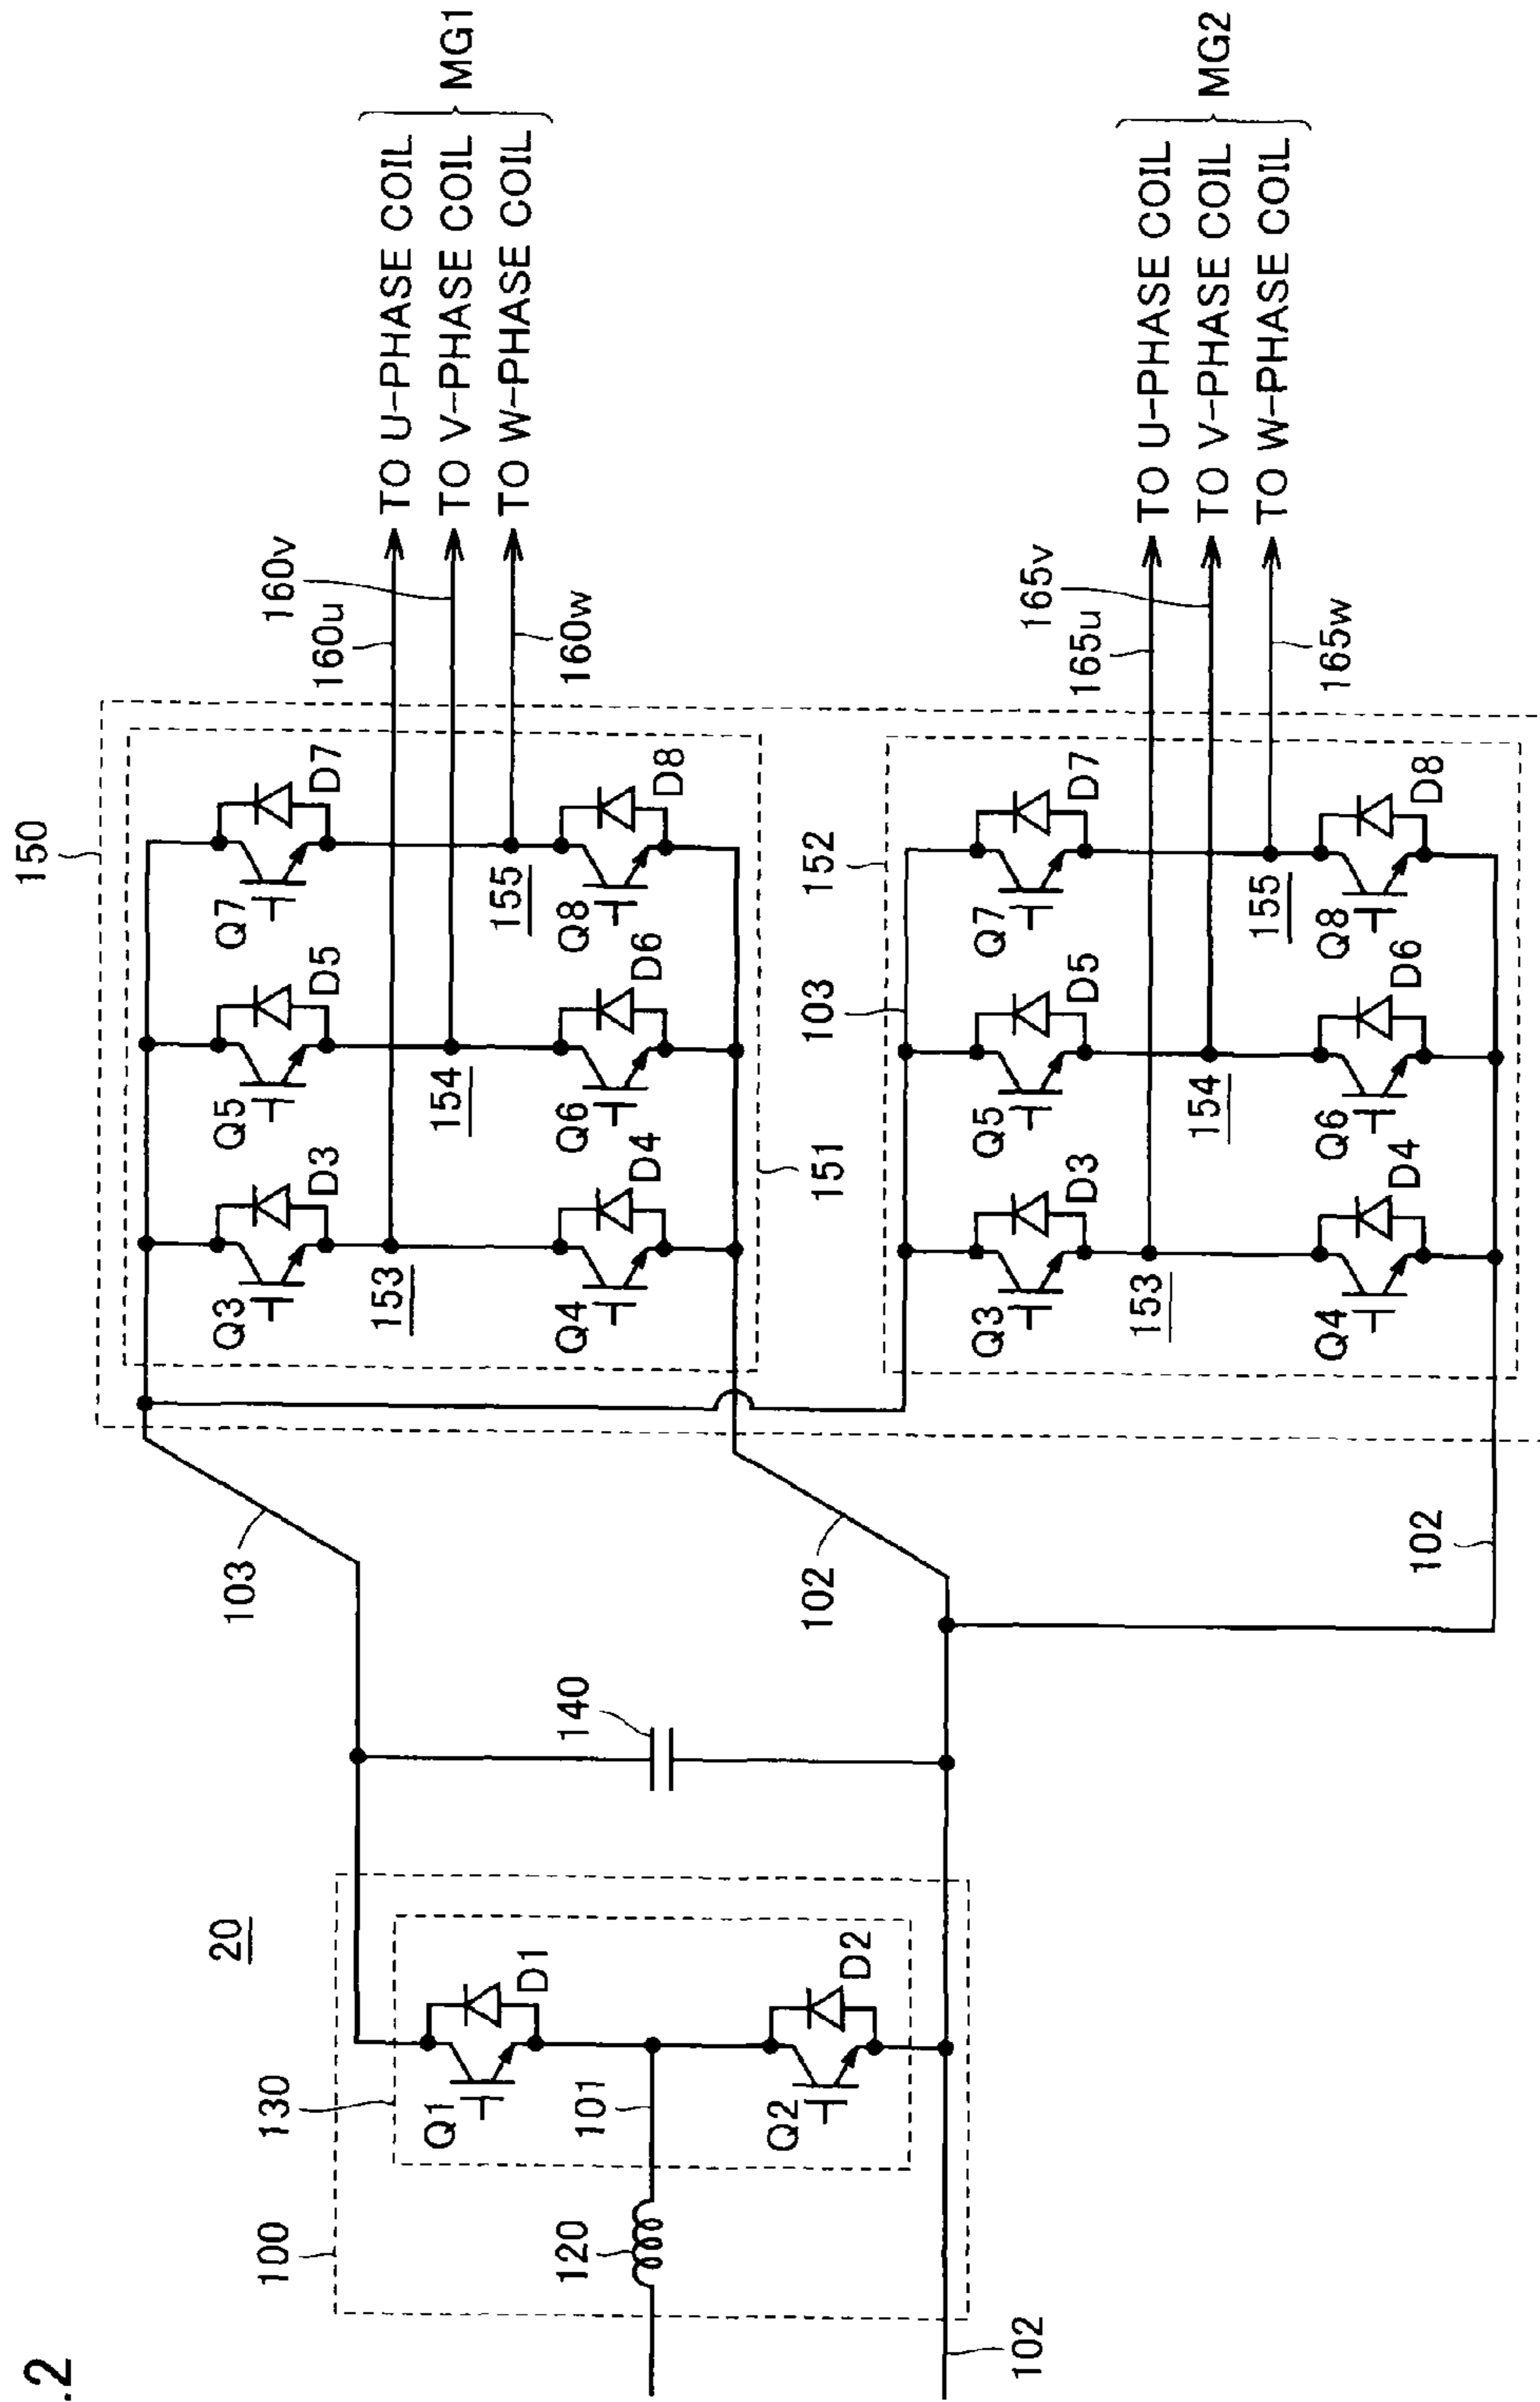 .2
20
100
130
120
101
Q1
D1
Q2
D2
102
140
103
102
102
150
151
Q3
D3
Q5
D5
Q7
D7
153
154
155
Q4
D4
Q6
D6
Q8
D8
160v
160u
160w
TO U-PHASE COIL
TO V-PHASE COIL
TO W-PHASE COIL
MG1
152
103
Q3
D3
Q5
D5
Q7
D7
153
154
155
Q4
D4
Q6
D6
Q8
D8
165v
165u
165w
TO U-PHASE COIL
TO V-PHASE COIL
TO W-PHASE COIL
MG2